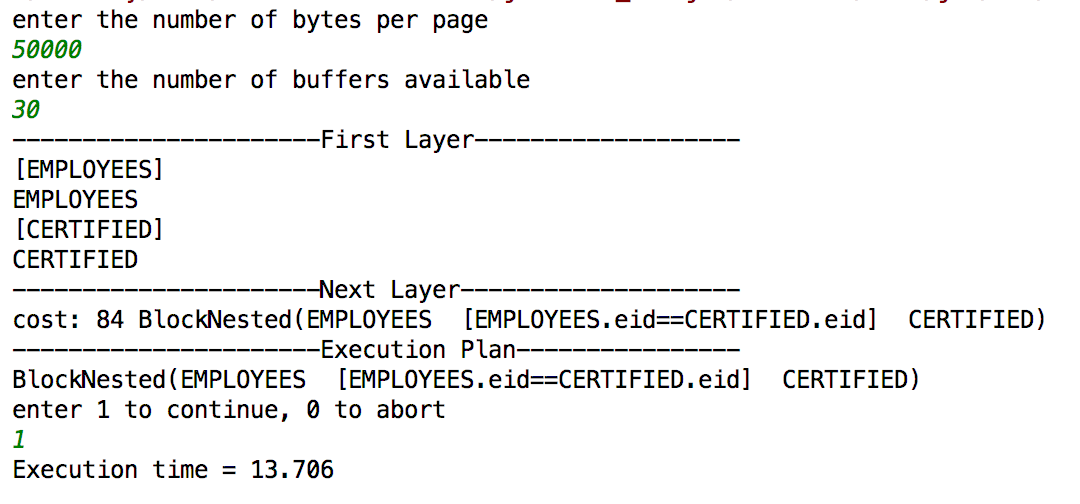 enter the number of bytes per page
50000
enter the number of buffers available
30
----------------------First Layer-------------------
[EMPLOYEES]
EMPLOYEES
[CERTIFIED]
CERTIFIED
----------------------Next Layer--------------------
cost: 84 BlockNested(EMPLOYEES  [EMPLOYEES.eid==CERTIFIED.eid]  CERTIFIED)
----------------------Execution Plan----------------
BlockNested(EMPLOYEES  [EMPLOYEES.eid==CERTIFIED.eid]  CERTIFIED)
enter 1 to continue, 0 to abort
1
Execution time = 13.706